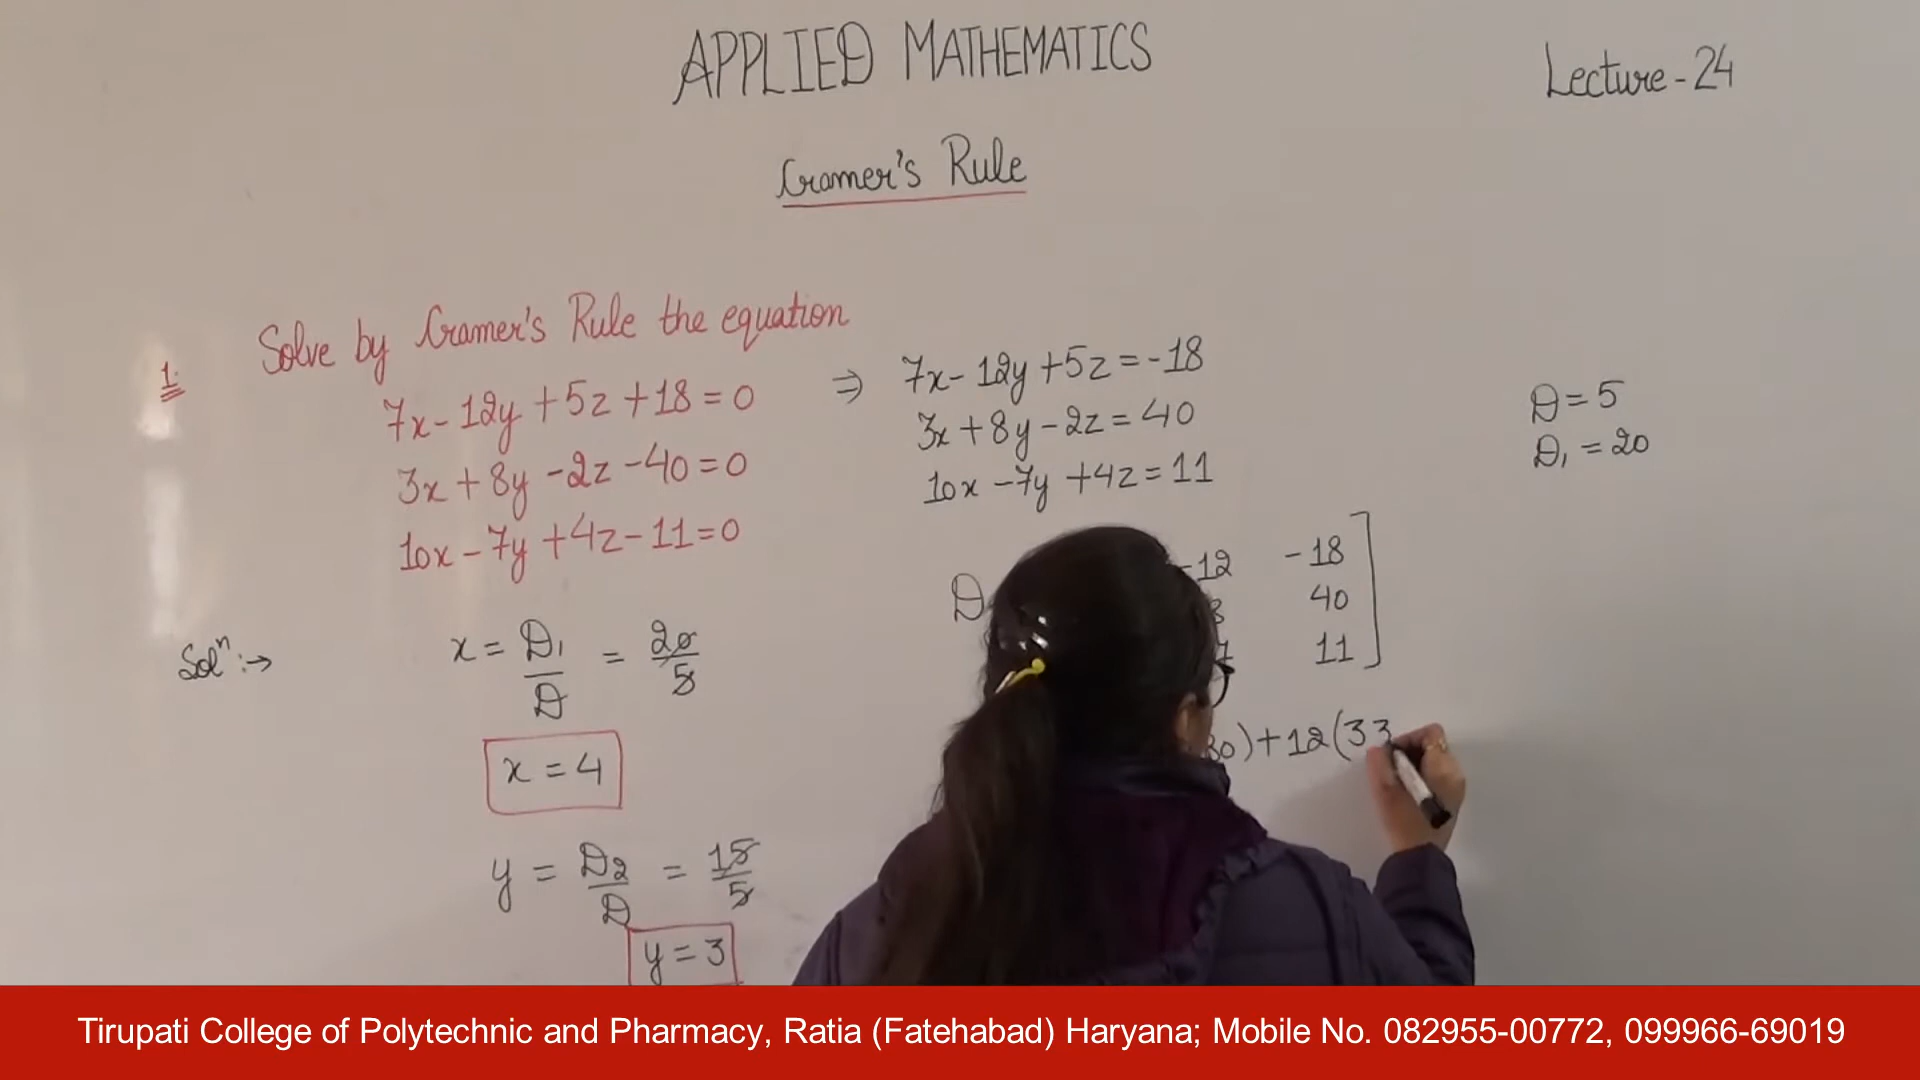 APPLIED MATHEMATICS
Lecture - 24
Cramer's Rule
1. Solve by Cramer's Rule the equation
7x - 12y + 5z + 18 = 0
3x + 8y - 2z - 40 = 0
10x - 7y + 4z - 11 = 0
⇒ 7x - 12y + 5z = -18
3x + 8y - 2z = 40
10x - 7y + 4z = 11
D = 5
D₁ = 20
Solⁿ :→
x = D₁/D = 20/5
x = 4
y = D₂/D = 15/5
y = 3
D
-12 -18
40
11
)+12(33
Tirupati College of Polytechnic and Pharmacy, Ratia (Fatehabad) Haryana; Mobile No. 082955-00772, 099966-69019